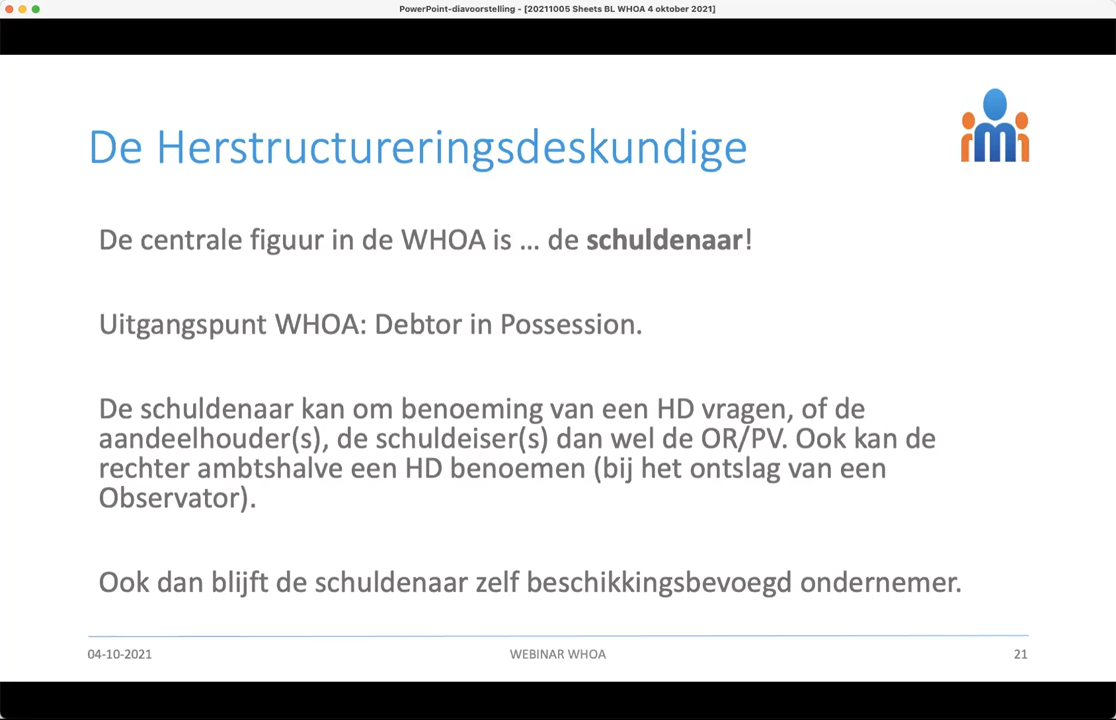 PowerPoint-diavoorstelling - [20211005 Sheets BL WHOA 4 oktober 2021]
De Herstructureringsdeskundige
De centrale figuur in de WHOA is ... de schuldenaar!
Uitgangspunt WHOA: Debtor in Possession.
De schuldenaar kan om benoeming van een HD vragen, of de
aandeelhouder(s), de schuldeiser(s) dan wel de OR/PV. Ook kan de
rechter ambtshalve een HD benoemen (bij het ontslag van een
Observator).
Ook dan blijft de schuldenaar zelf beschikkingsbevoegd ondernemer.
04-10-2021
WEBINAR WHOA
21